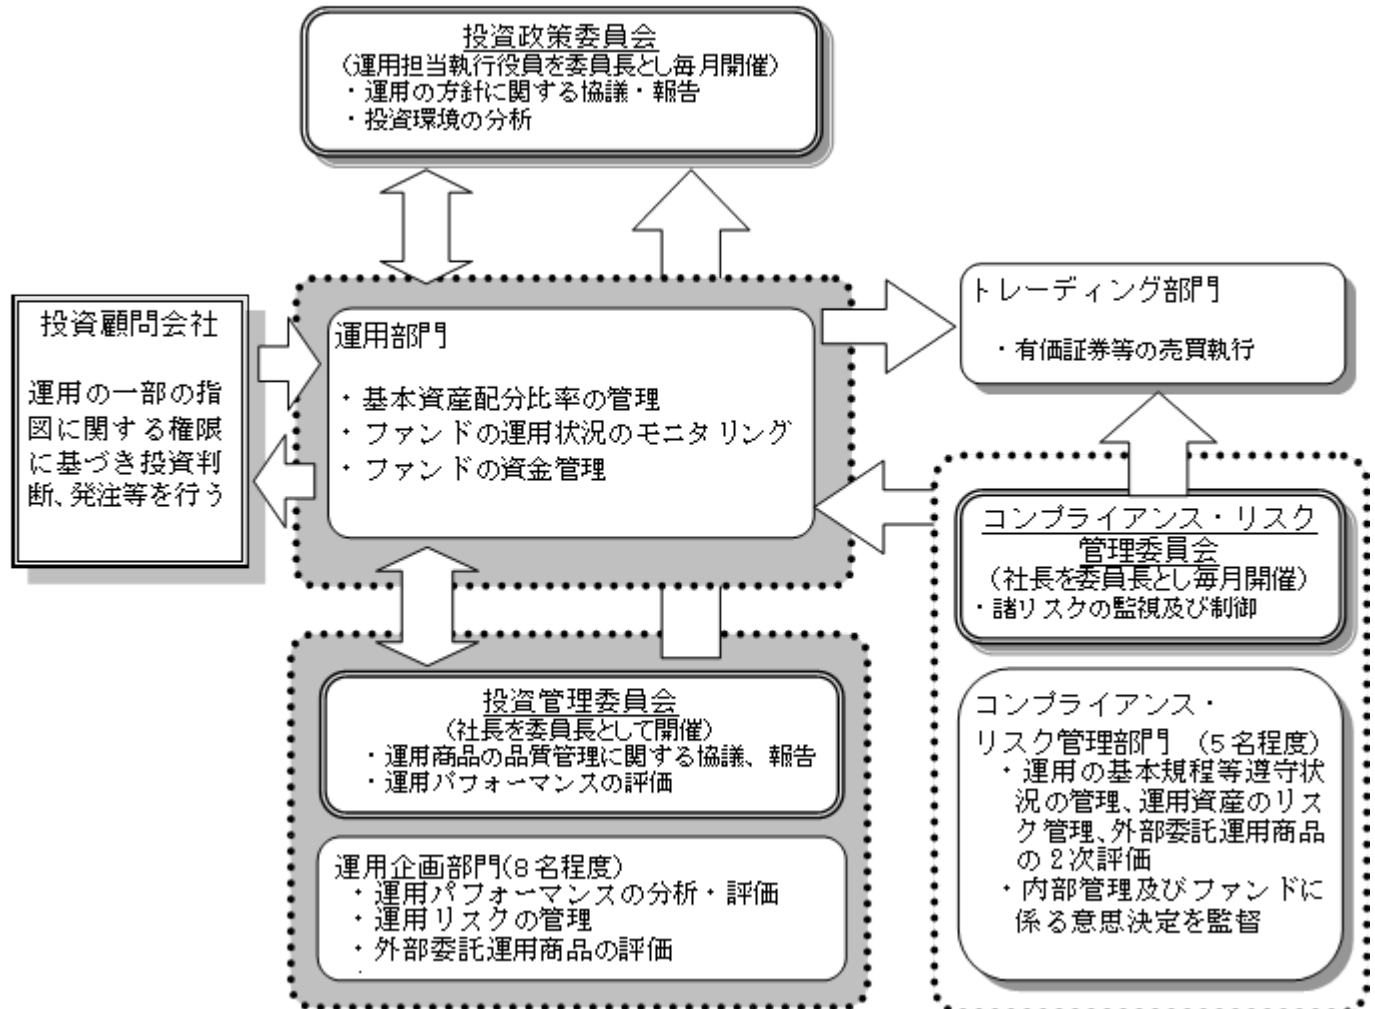 投資政策委員会
(運用担当執行役員を委員長とし毎月開催)
・運用の方針に関する協議・報告
・投資環境の分析
投資顧問会社
運用の一部の指
図に関する権限
に基づき投資判
断、発注等を行う
運用部門
・基本資産配分比率の管理
・ファンドの運用状況のモニタリング
・ファンドの資金管理
トレーディング部門
・有価証券等の売買執行
コンプライアンス・リスク
管理委員会
(社長を委員長とし毎月開催)
・諸リスクの監視及び制御
投資管理委員会
(社長を委員長として開催)
・運用商品の品質管理に関する協議、報告
・運用パフォーマンスの評価
運用企画部門(8名程度)
・運用パフォーマンスの分析・評価
・運用リスクの管理
・外部委託運用商品の評価
コンプライアンス・
リスク管理部門 (5名程度)
・運用の基本規程等遵守状
況の管理、運用資産のリス
ク管理、外部委託運用商品
の2次評価
・内部管理及びファンドに
係る意思決定を監督